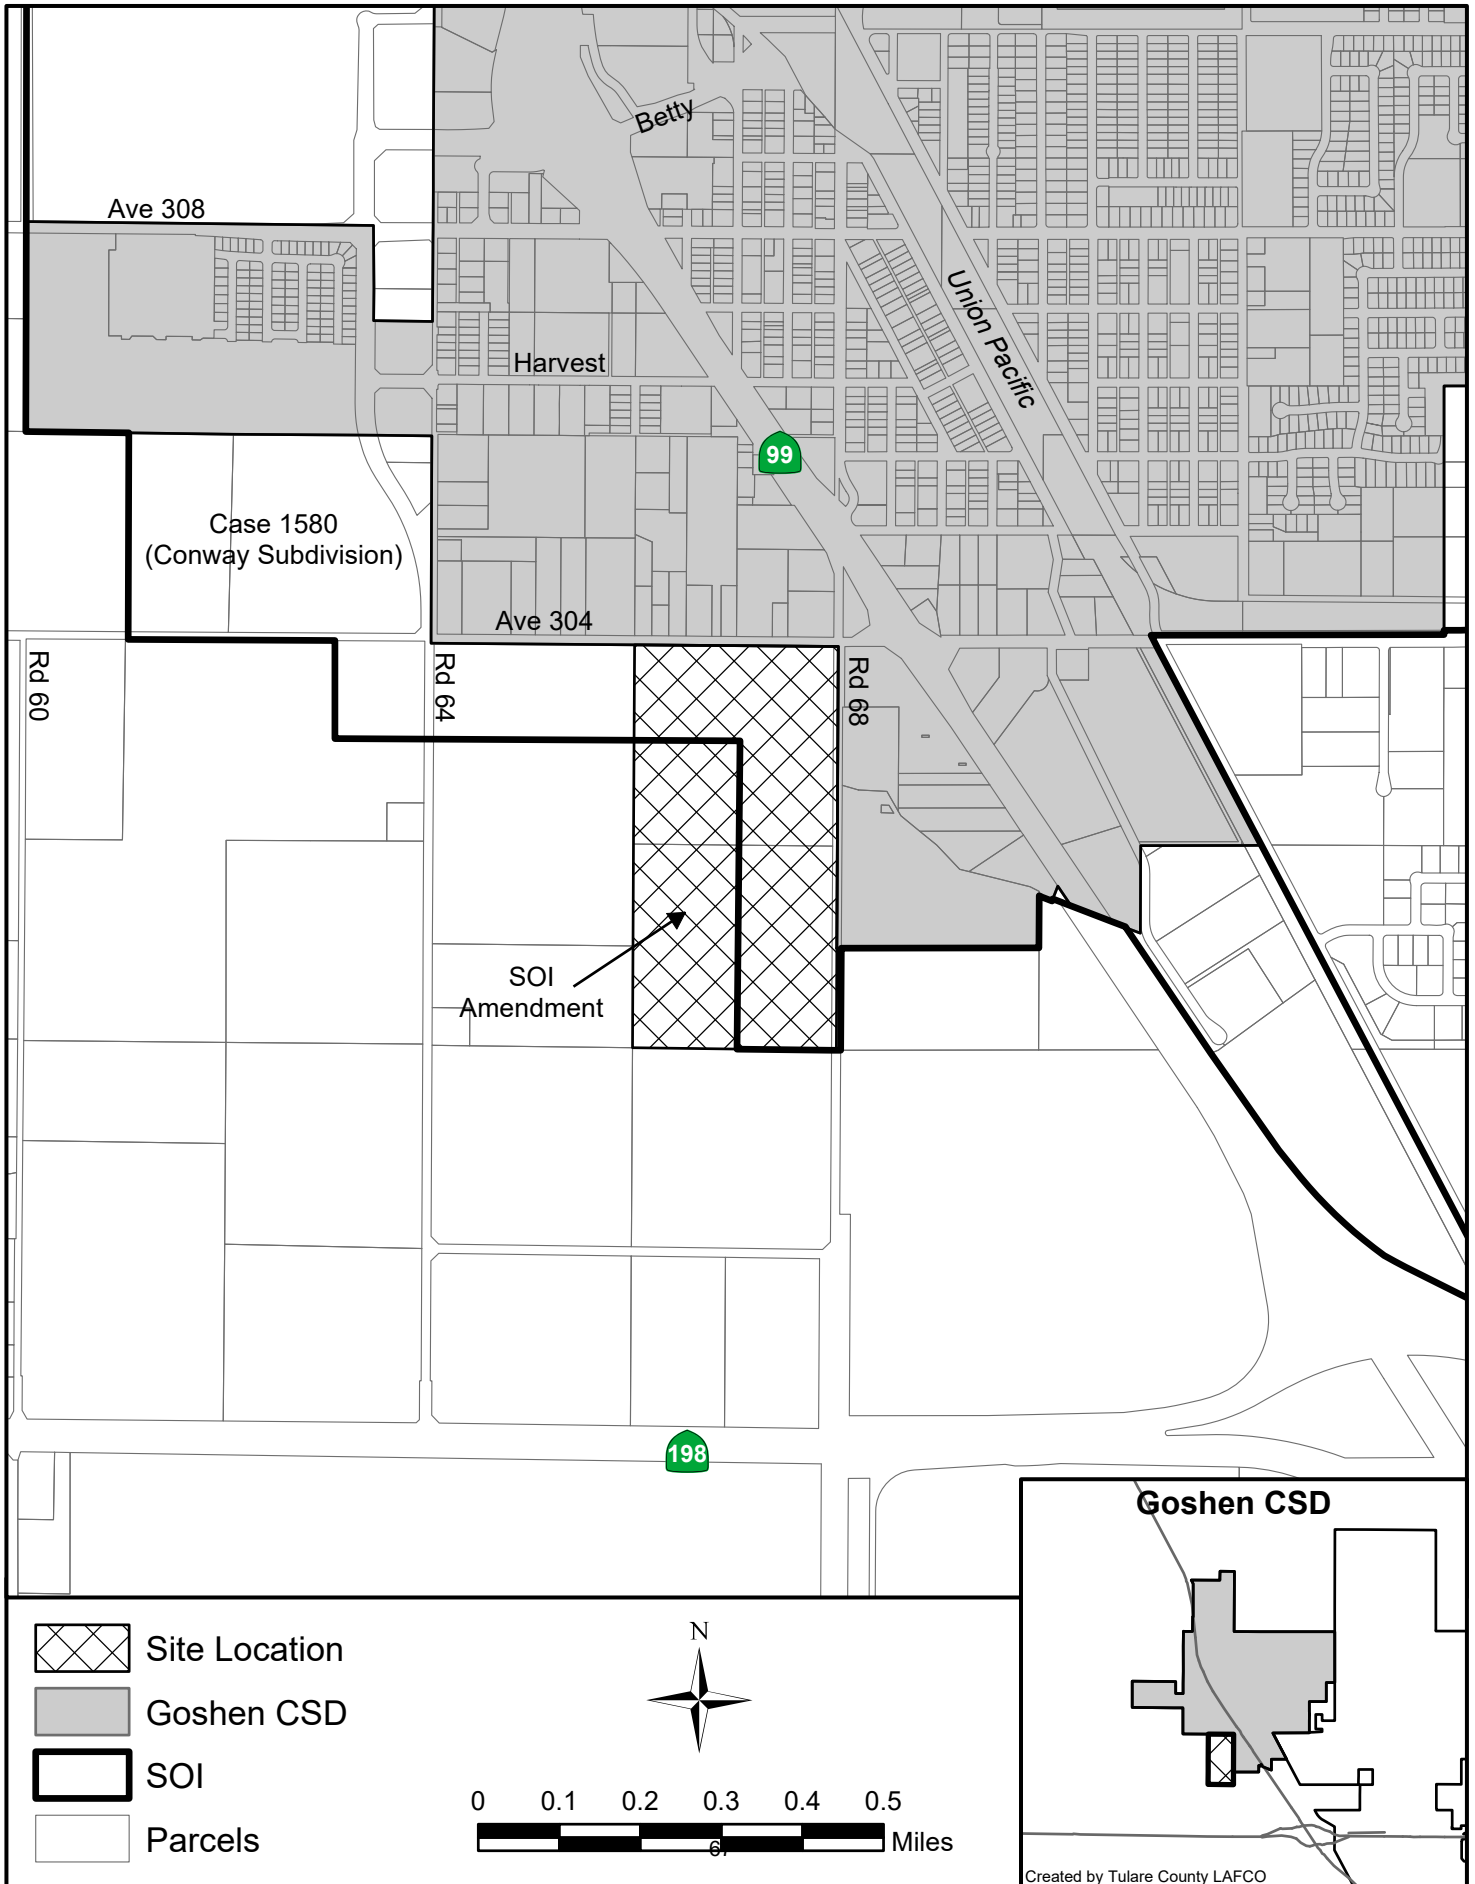 Betty
Ave 308
Union Pacific
Harvest
99
Case 1580
(Conway Subdivision)
Ave 304
Rd 60
Rd 64
Rd 68
SOI
Amendment
198
Goshen CSD
Site Location
Goshen CSD
SOI
Parcels
N
0 0.1 0.2 0.3 0.4 0.5
Miles
67
Created by Tulare County LAFCO